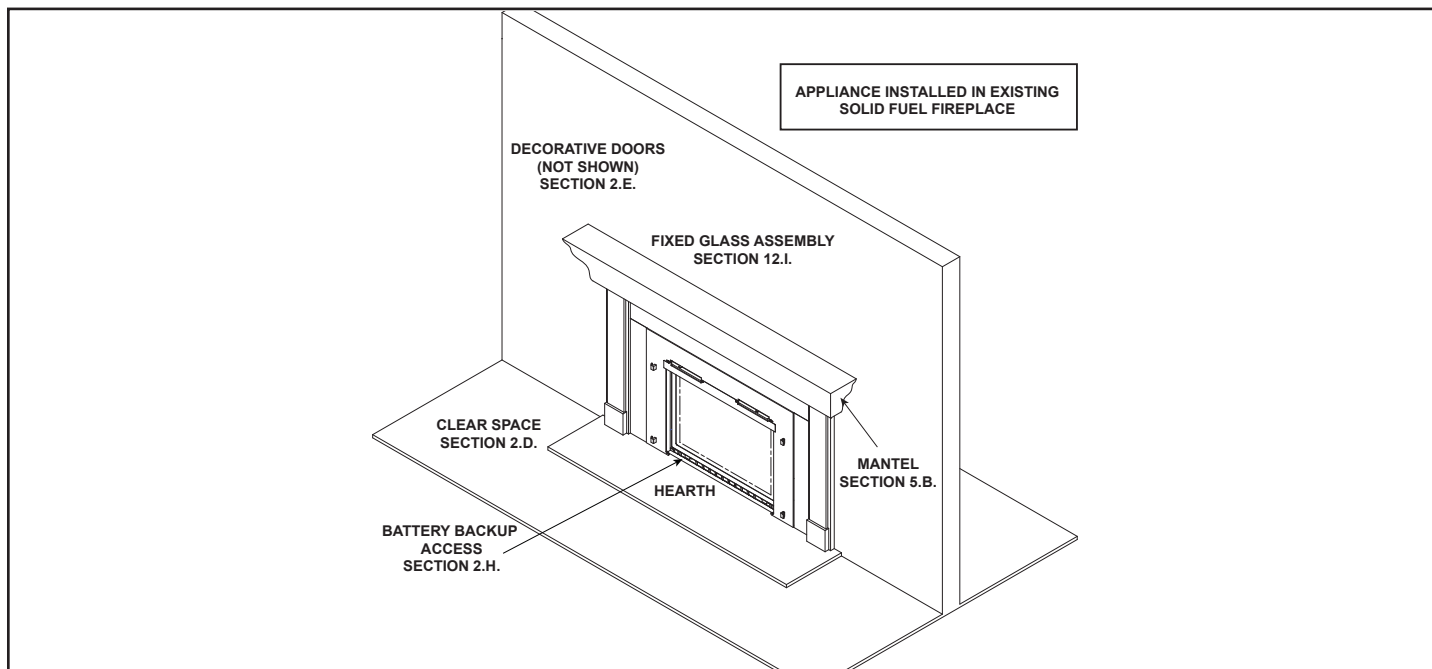 APPLIANCE INSTALLED IN EXISTING
SOLID FUEL FIREPLACE
DECORATIVE DOORS
(NOT SHOWN)
SECTION 2.E.
FIXED GLASS ASSEMBLY
SECTION 12.I.
CLEAR SPACE
SECTION 2.D.
MANTEL
SECTION 5.B.
HEARTH
BATTERY BACKUP
ACCESS
SECTION 2.H.